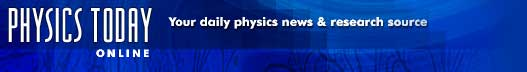 PHYSICS TODAY
ONLINE
Your daily physics news & research source